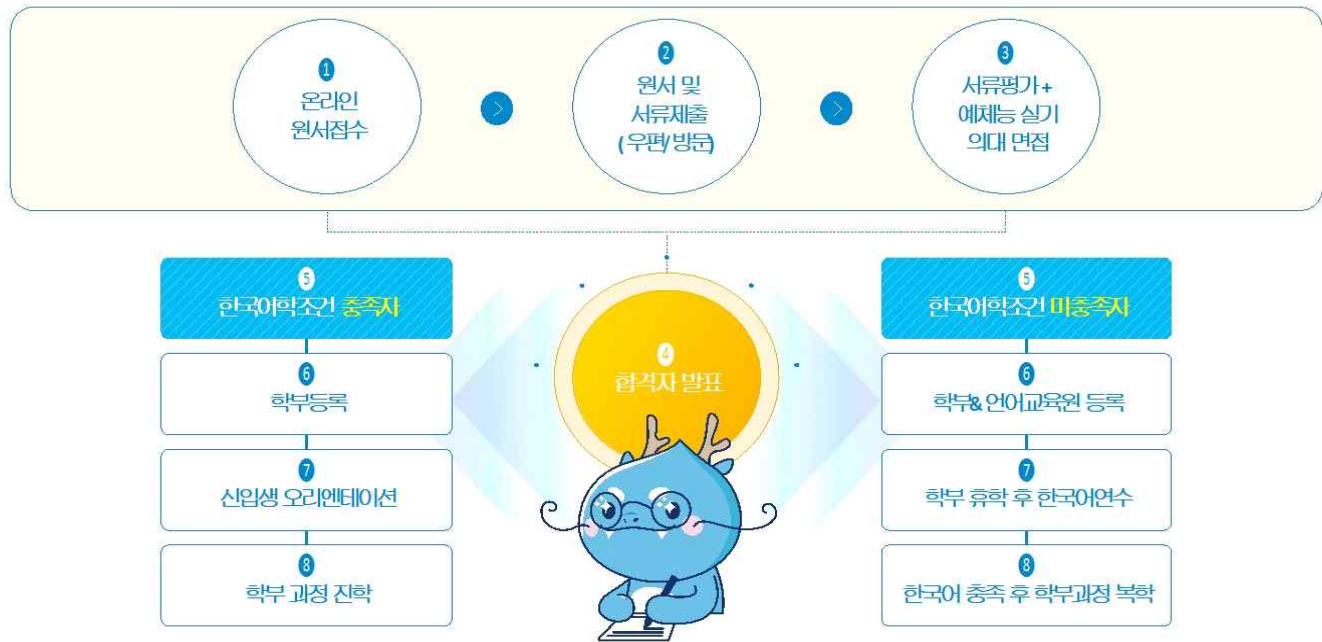 1
온라인
원서접수
2
원서 및
서류제출
(우편/방문)
3
서류평가 +
예체능 실기
의대 면접
4
합격자 발표
5
한국어학조건 충족자
6
학부등록
7
신입생 오리엔테이션
8
학부 과정 진학
5
한국어학조건 미충족자
6
학부& 언어교육원 등록
7
학부 휴학 후 한국어연수
8
한국어 충족 후 학부과정 복학